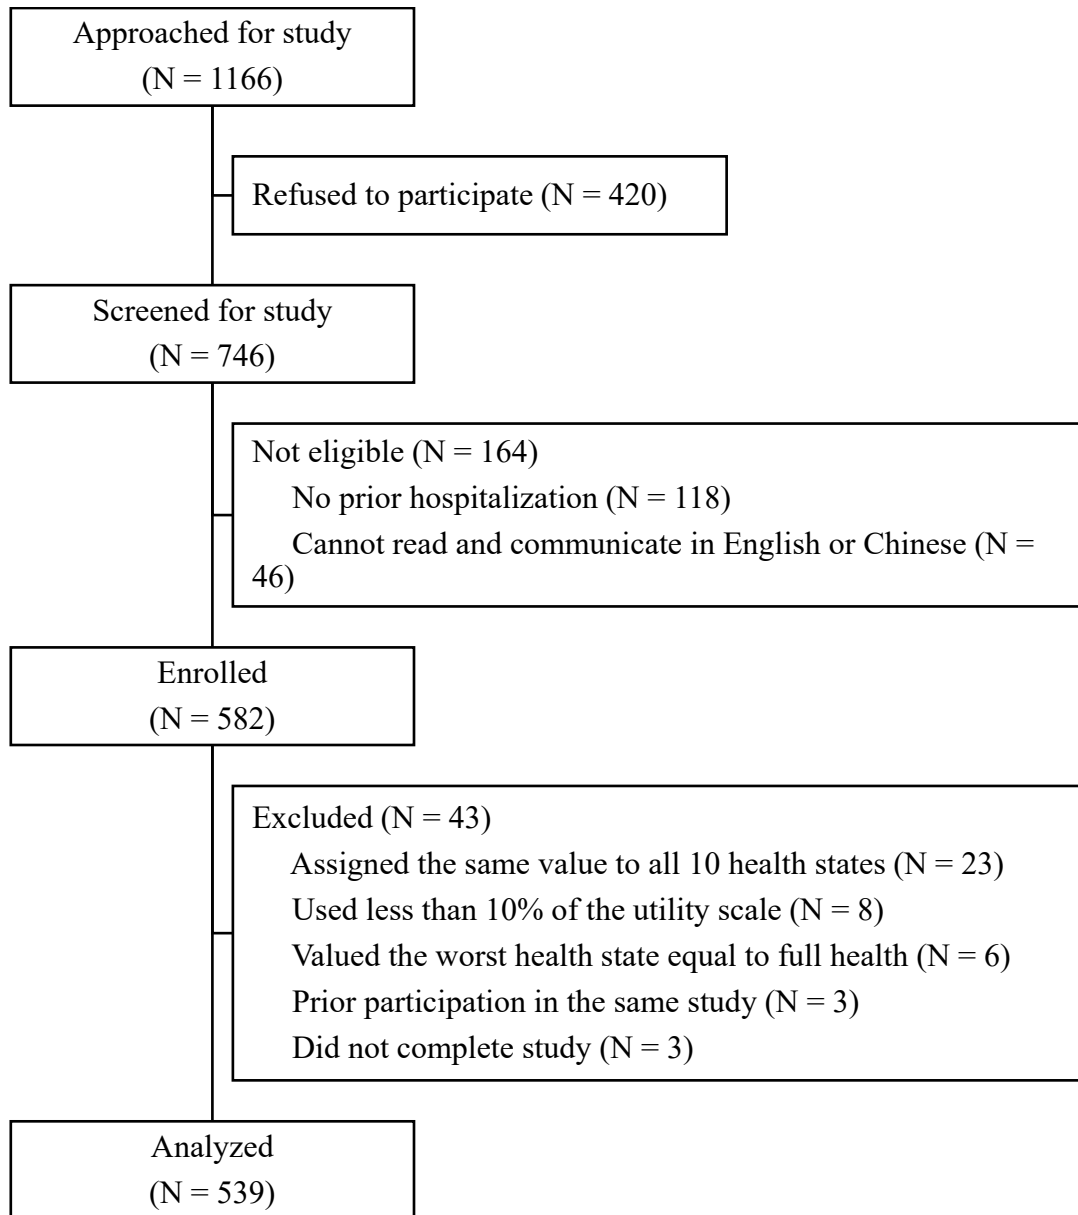 Approached for study
(N = 1166)
Refused to participate (N = 420)
Screened for study
(N = 746)
Not eligible (N = 164)
No prior hospitalization (N = 118)
Cannot read and communicate in English or Chinese (N =
46)
Enrolled
(N = 582)
Excluded (N = 43)
Assigned the same value to all 10 health states (N = 23)
Used less than 10% of the utility scale (N = 8)
Valued the worst health state equal to full health (N = 6)
Prior participation in the same study (N = 3)
Did not complete study (N = 3)
Analyzed
(N = 539)